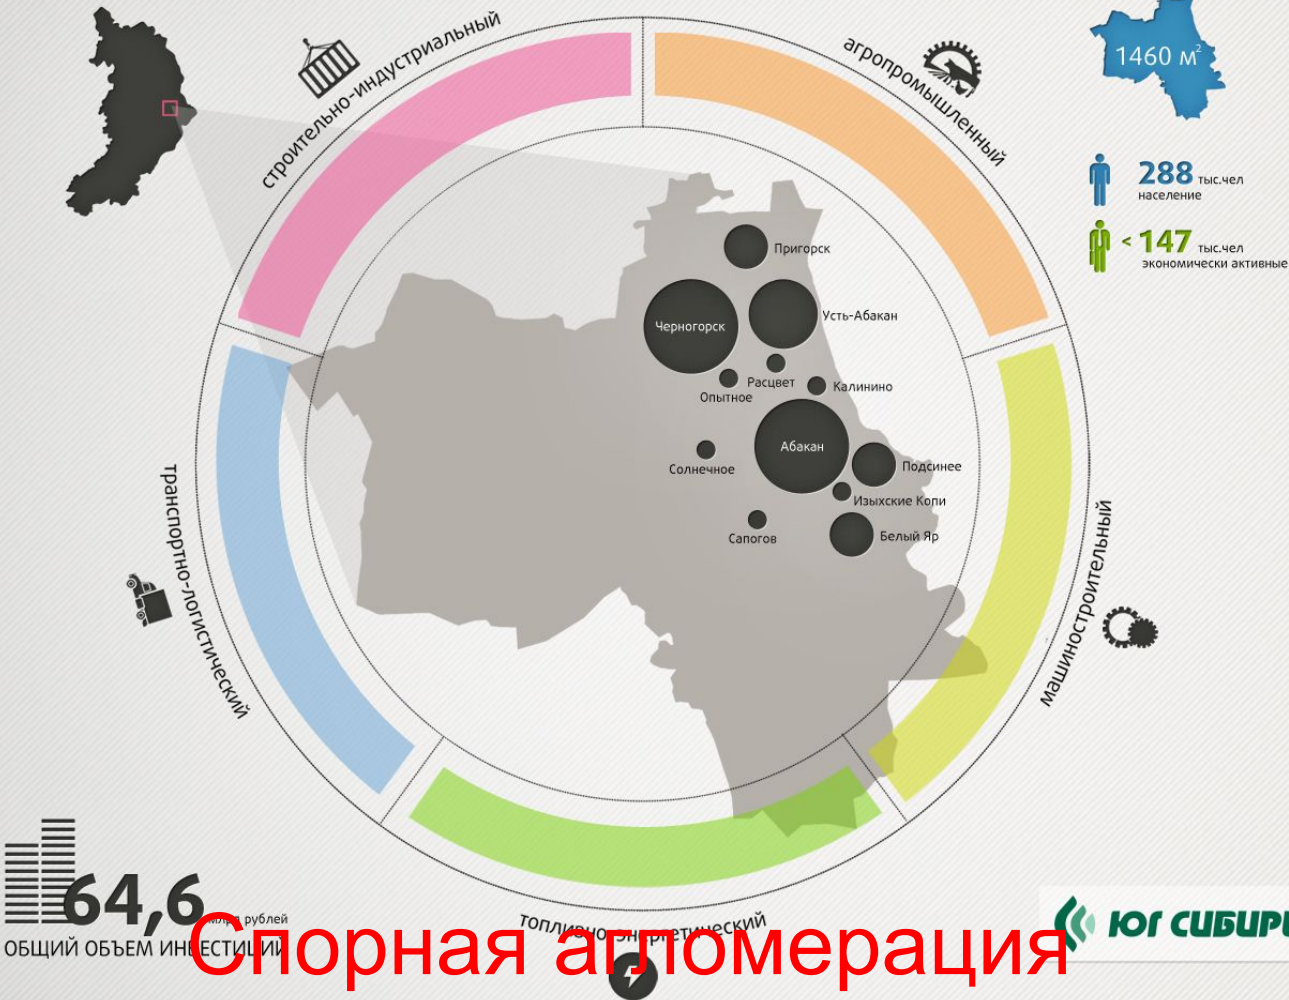 строительно-индустриальный
агропромышленный
1460 м²
288 тыс.чел
население
< 147 тыс.чел
экономически активные
Пригорск
Черногорск
Усть-Абакан
Расцвет
Опытное
Калинино
Абакан
Солнечное
Подсинее
Изыхские Копи
Сапогов
Белый Яр
транспортно-логистический
машиностроительный
64,6 млрд рублей
ОБЩИЙ ОБЪЕМ ИНВЕСТИЦИЙ
топливно-энергетический
Спорная агломерация
ЮГ СИБИРИ